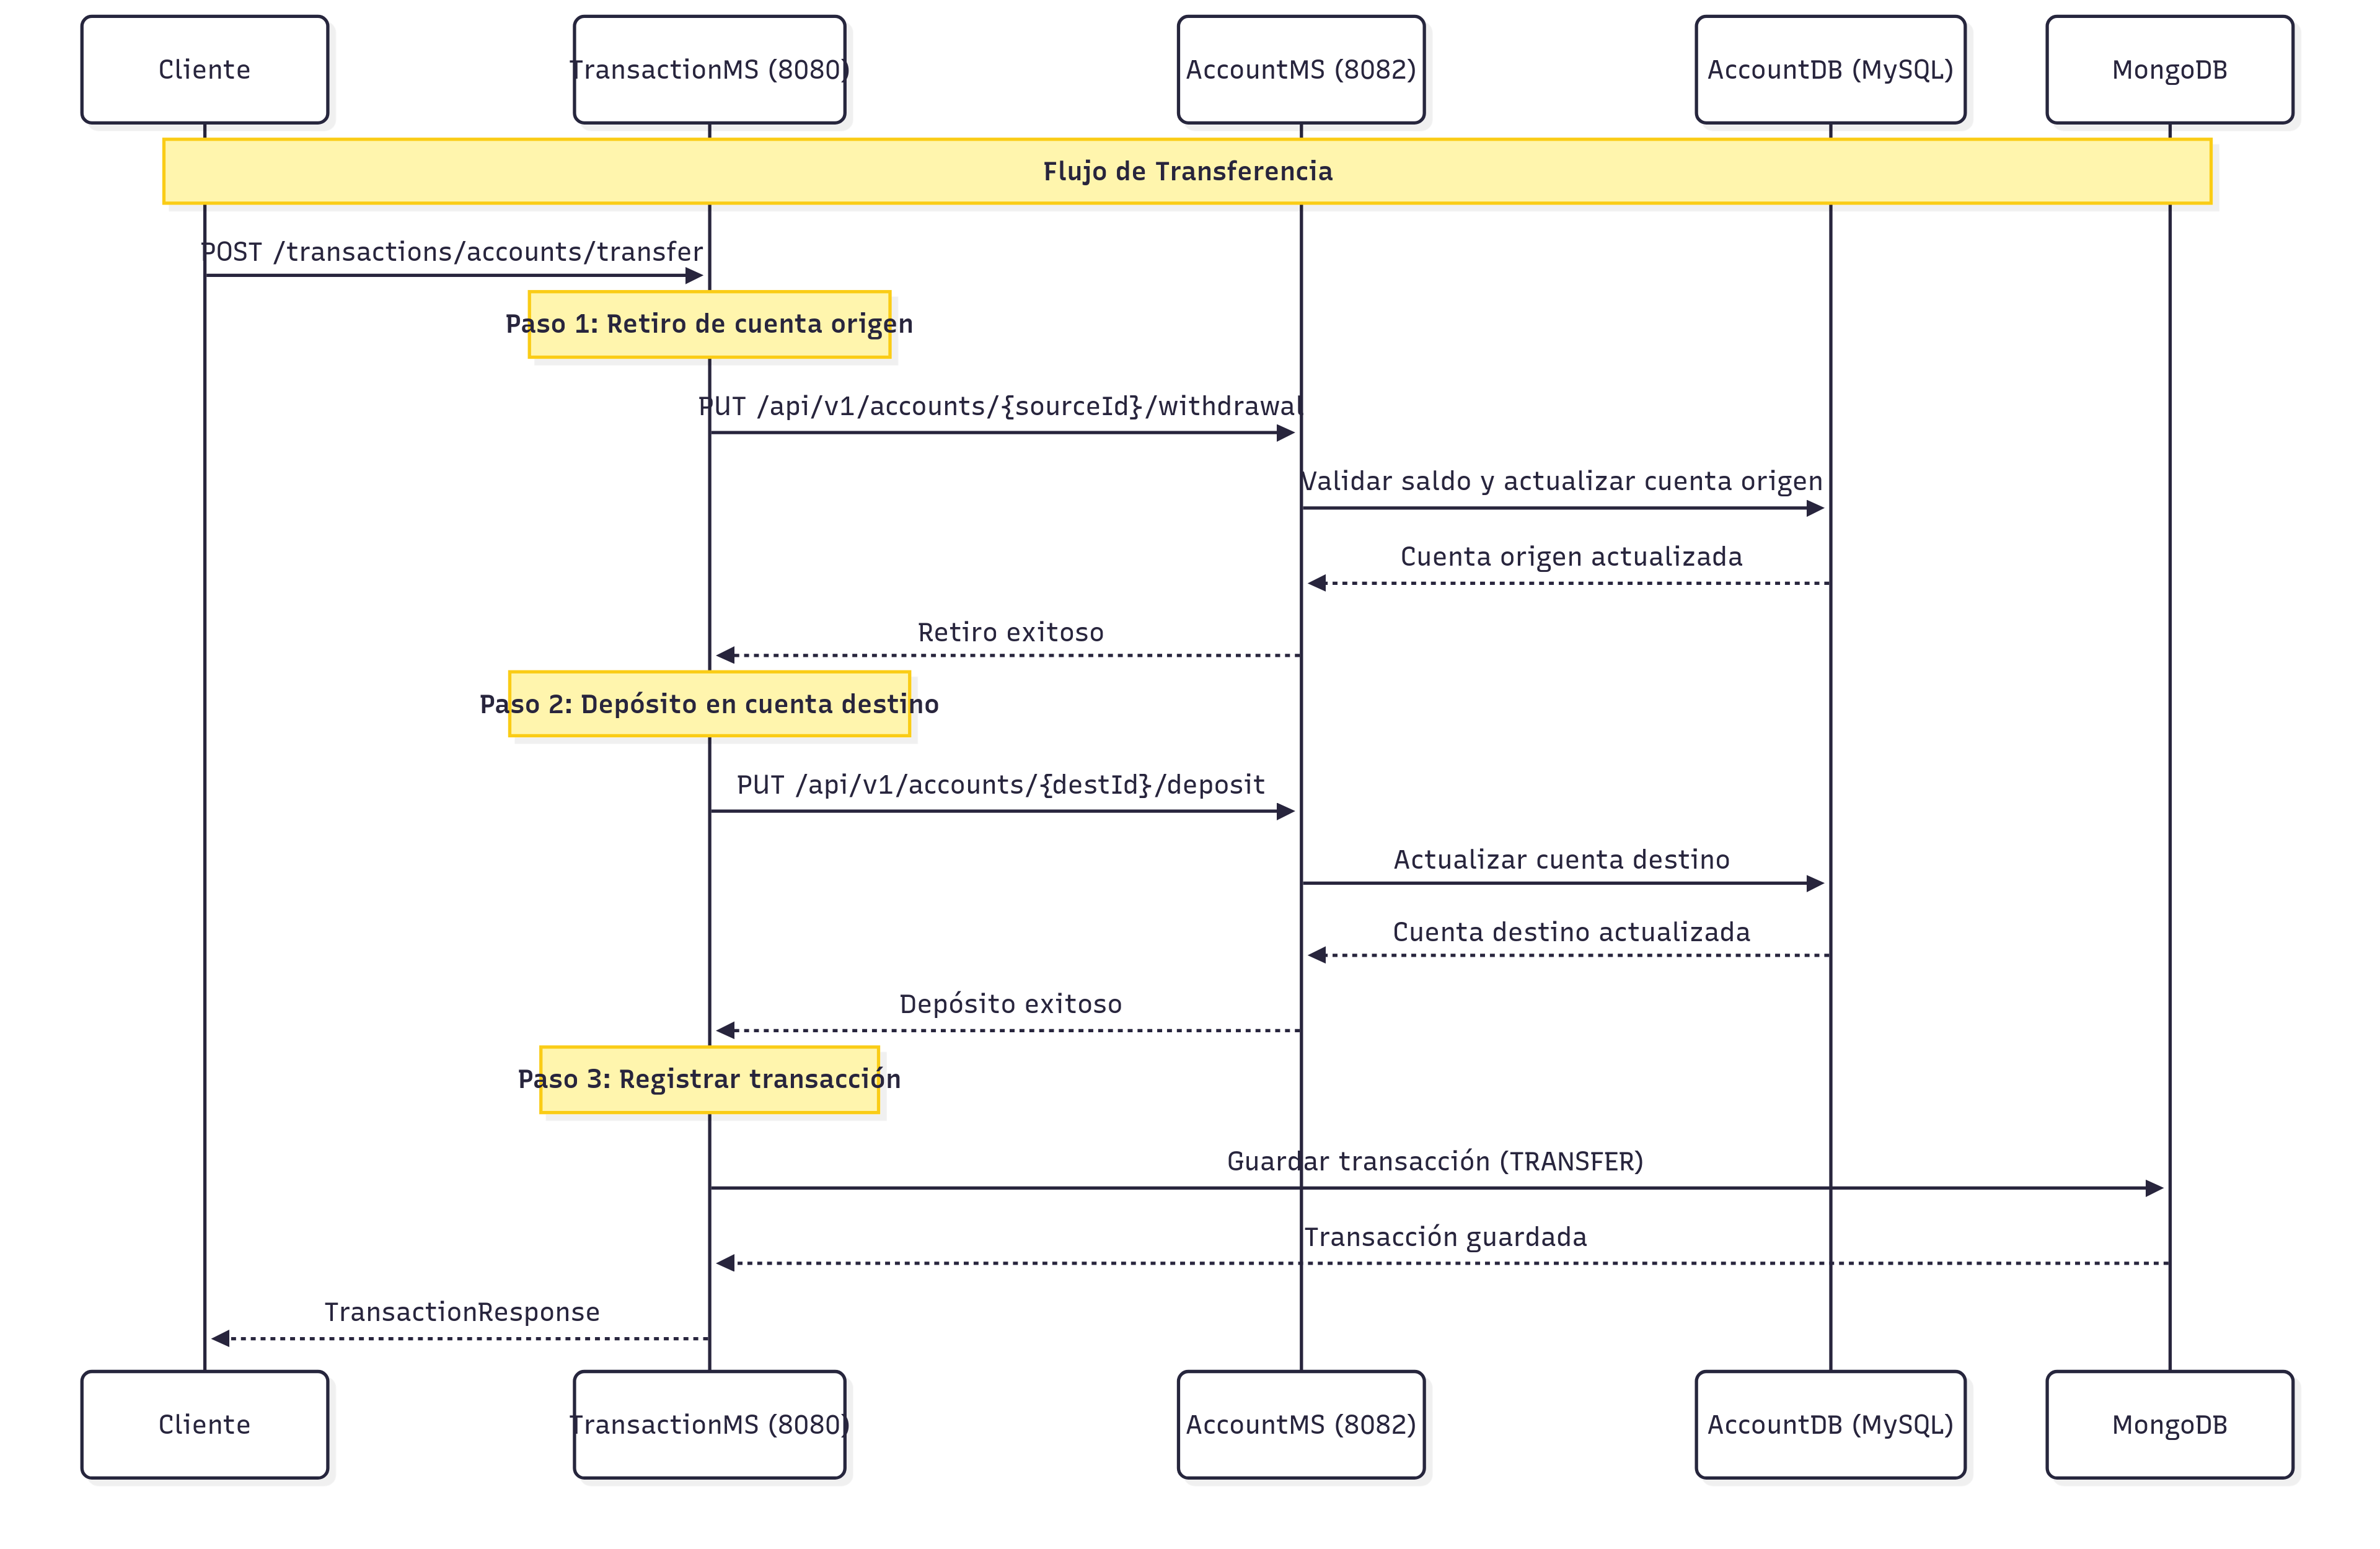 Cliente
TransactionMS (8080)
AccountMS (8082)
AccountDB (MySQL)
MongoDB
Flujo de Transferencia
POST /transactions/accounts/transfer
Paso 1: Retiro de cuenta origen
PUT /api/v1/accounts/{sourceId}/withdrawal
Validar saldo y actualizar cuenta origen
Cuenta origen actualizada
Retiro exitoso
Paso 2: Depósito en cuenta destino
PUT /api/v1/accounts/{destId}/deposit
Actualizar cuenta destino
Cuenta destino actualizada
Depósito exitoso
Paso 3: Registrar transacción
Guardar transacción (TRANSFER)
Transacción guardada
TransactionResponse
Cliente
TransactionMS (8080)
AccountMS (8082)
AccountDB (MySQL)
MongoDB